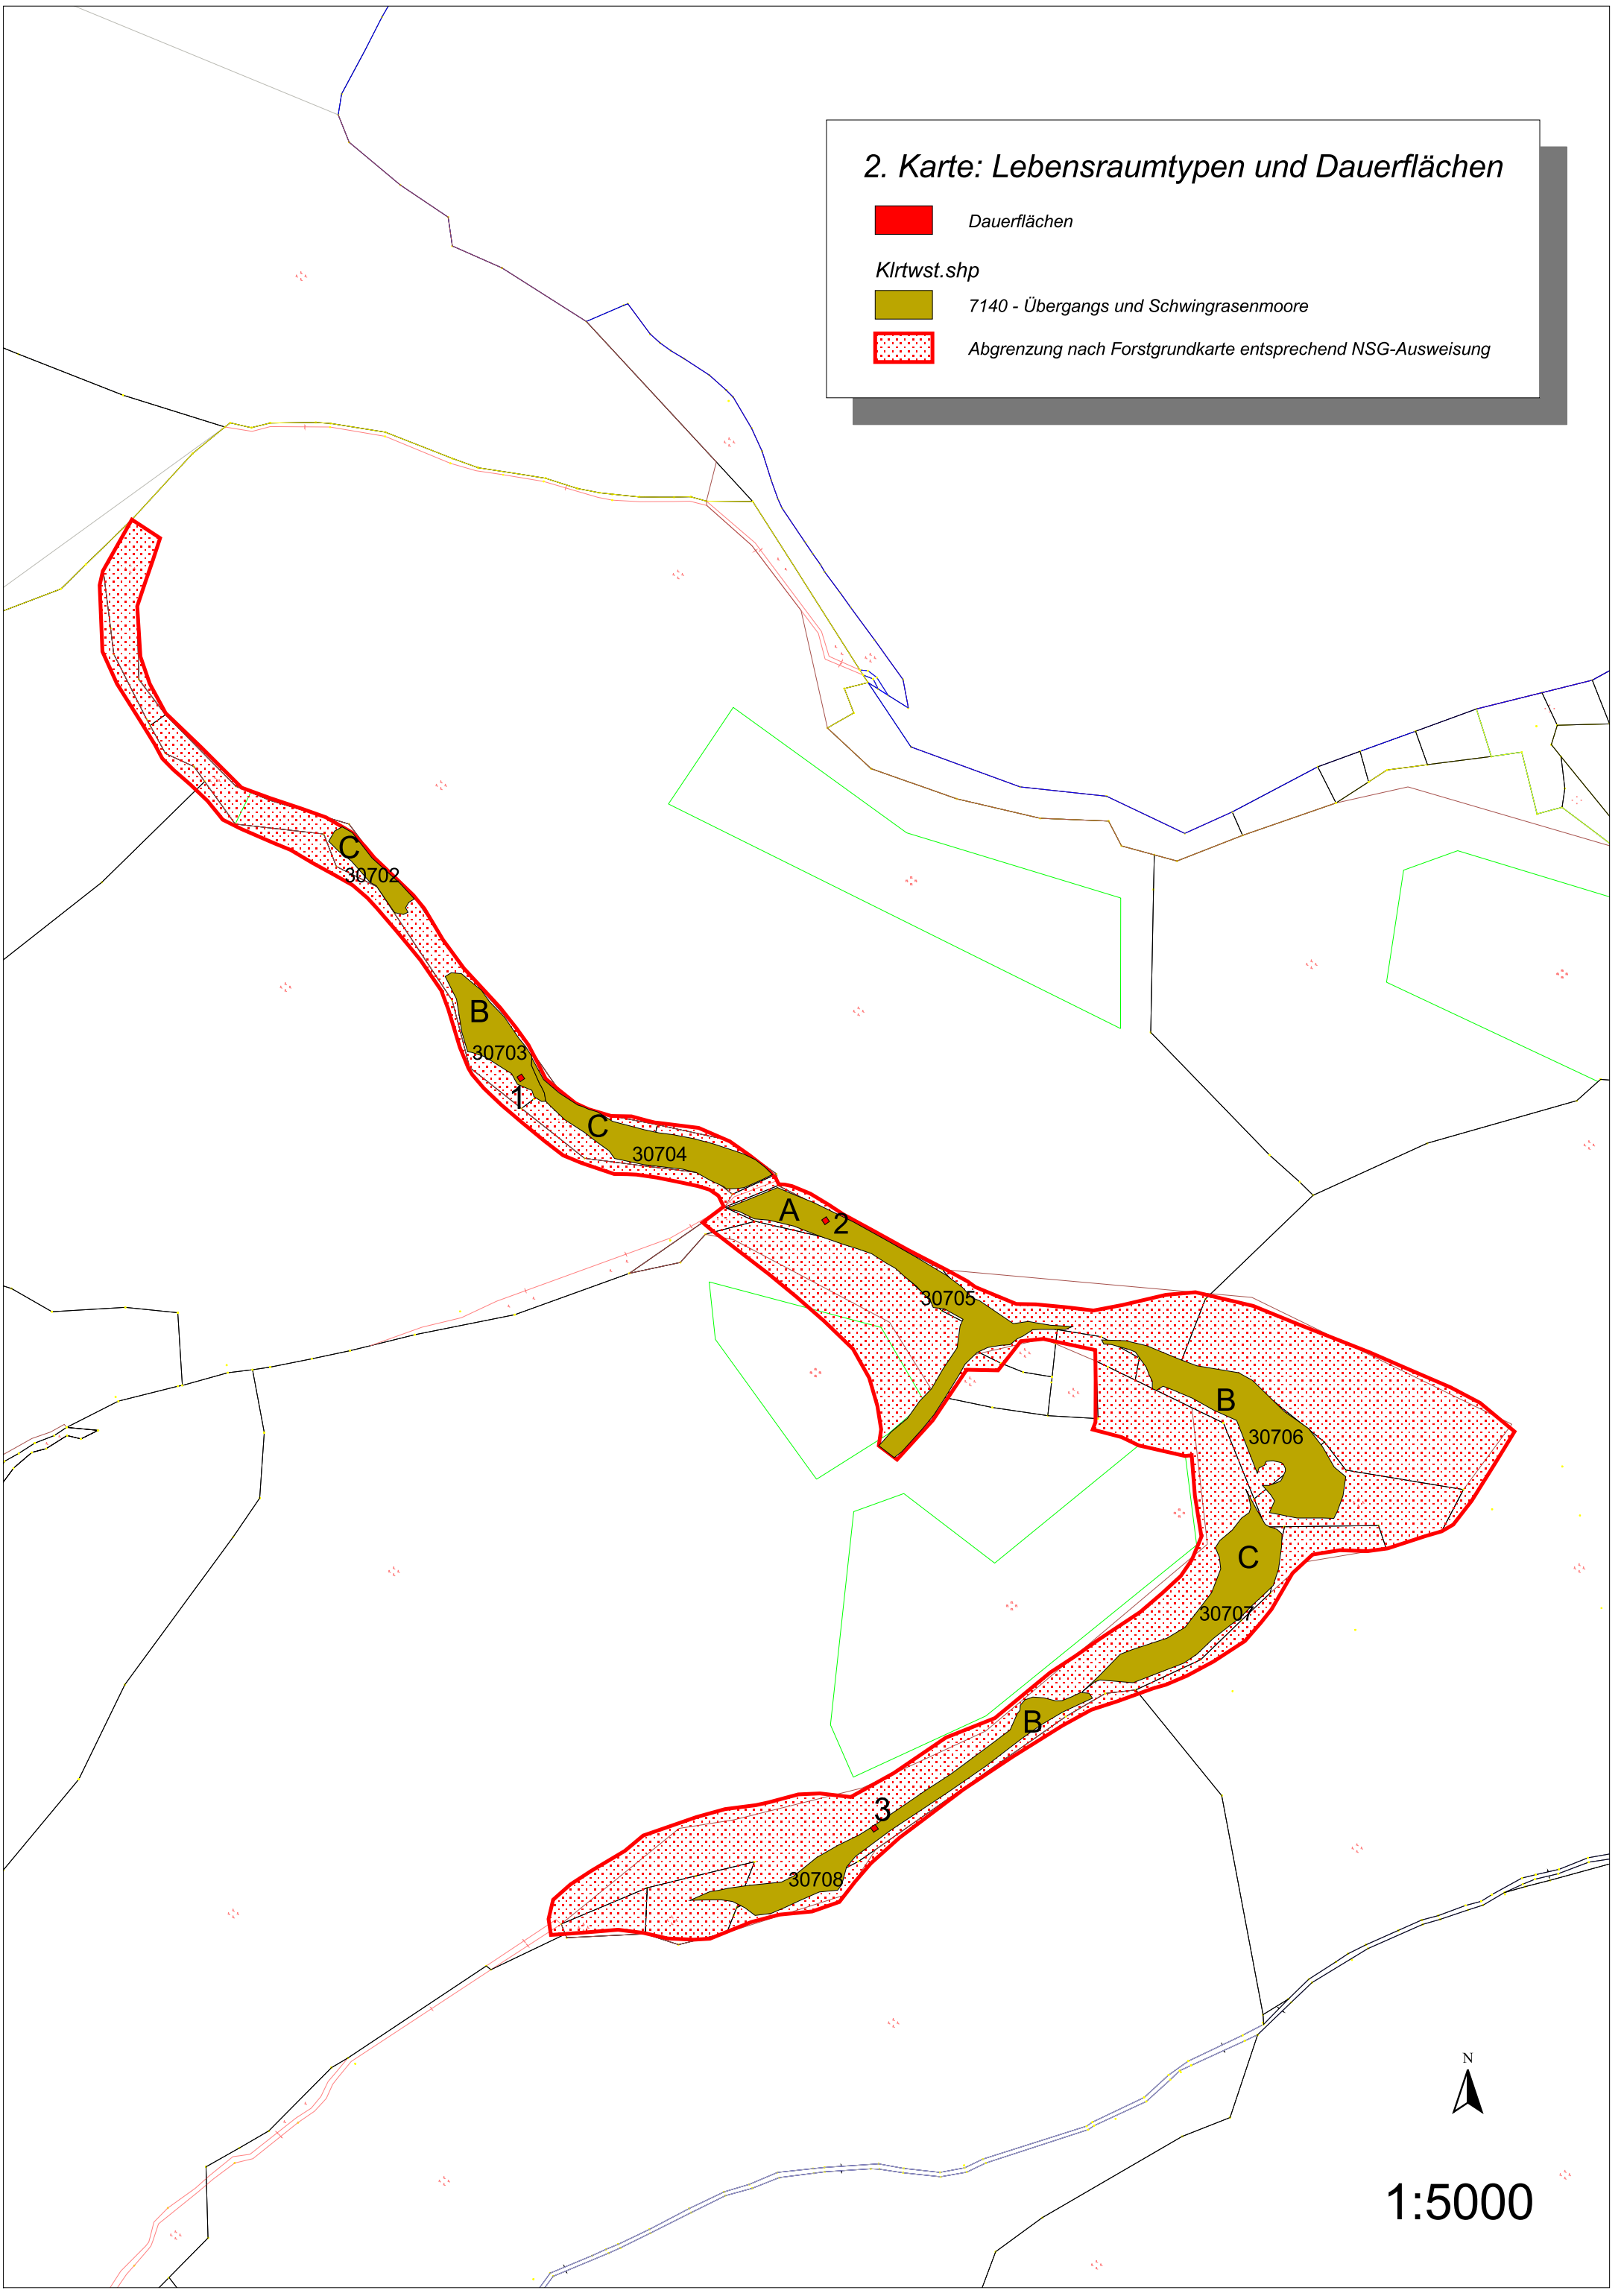 2. Karte: Lebensraumtypen und Dauerflächen
Dauerflächen
Klrtwst.shp
7140 - Übergangs und Schwingrasenmoore
Abgrenzung nach Forstgrundkarte entsprechend NSG-Ausweisung
C
30702
B
30703
1
C
30704
A
2
30705
B
30706
C
30707
B
3
30708
N
1:5000